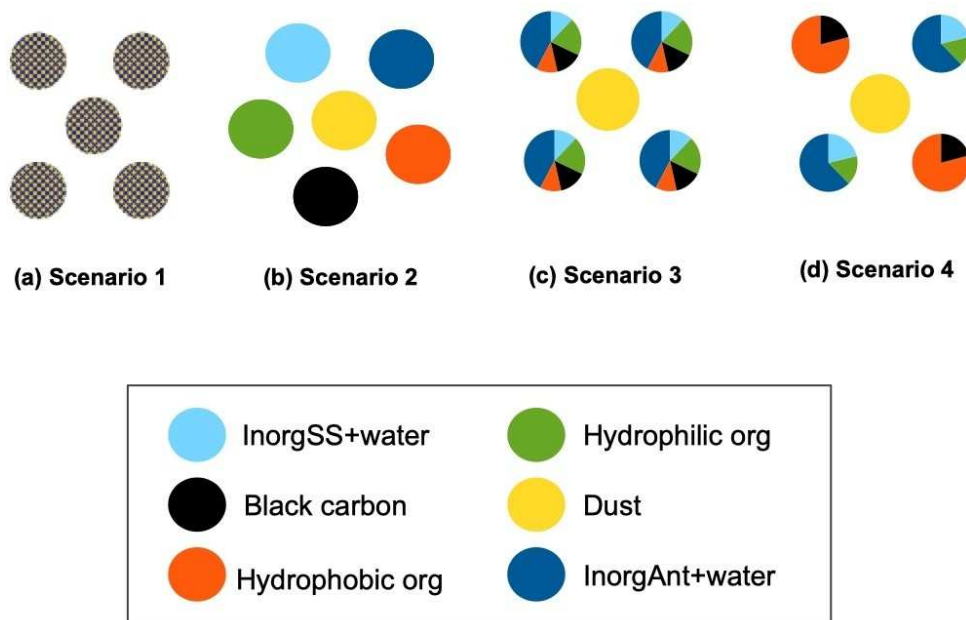 (a) Scenario 1
(b) Scenario 2
(c) Scenario 3
(d) Scenario 4
InorgSS+water
Hydrophilic org
Black carbon
Dust
Hydrophobic org
InorgAnt+water